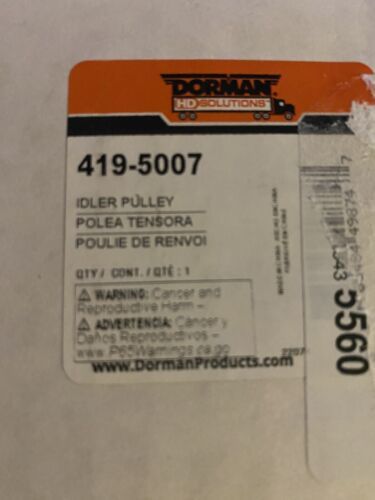 DORMAN
HD SOLUTIONS
419-5007
IDLER PULLEY
POLEA TENSORA
POULIE DE RENVOI
QTY / CONT. / QTÉ : 1
⚠ WARNING: Cancer and
Reproductive Harm –
⚠ ADVERTENCIA: Cáncer y
Daños Reproductivos –
www.P65Warnings.ca.gov
www.DormanProducts.com
5560